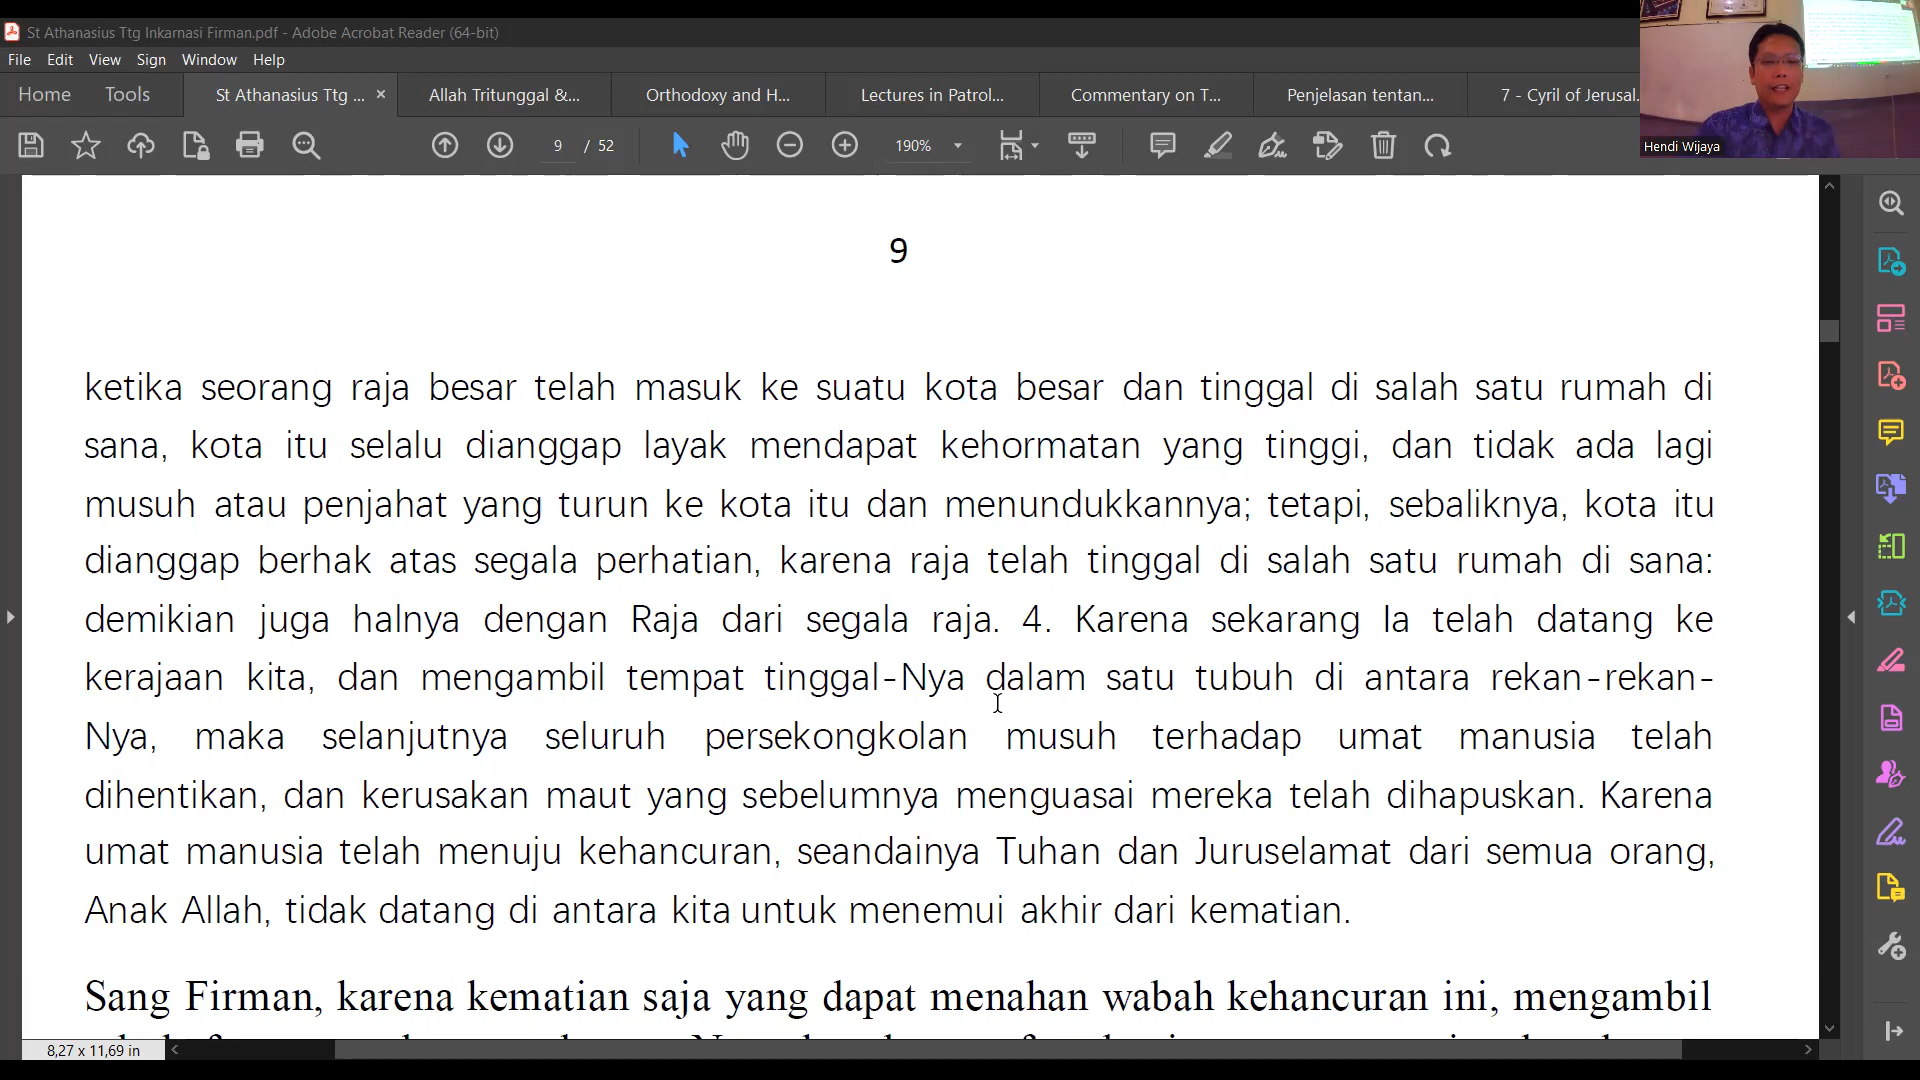 St Athanasius Ttg Inkarnasi Firman.pdf - Adobe Acrobat Reader (64-bit)
File Edit View Sign Window Help
Home Tools St Athanasius Ttg ... × Allah Tritunggal &... Orthodoxy and H... Lectures in Patrol... Commentary on T... Penjelasan tentan... 7 - Cyril of Jerusal.
9 / 52 190%
Hendi Wijaya
9
ketika seorang raja besar telah masuk ke suatu kota besar dan tinggal di salah satu rumah di
sana, kota itu selalu dianggap layak mendapat kehormatan yang tinggi, dan tidak ada lagi
musuh atau penjahat yang turun ke kota itu dan menundukkannya; tetapi, sebaliknya, kota itu
dianggap berhak atas segala perhatian, karena raja telah tinggal di salah satu rumah di sana:
demikian juga halnya dengan Raja dari segala raja. 4. Karena sekarang Ia telah datang ke
kerajaan kita, dan mengambil tempat tinggal-Nya dalam satu tubuh di antara rekan-rekan-
Nya, maka selanjutnya seluruh persekongkolan musuh terhadap umat manusia telah
dihentikan, dan kerusakan maut yang sebelumnya menguasai mereka telah dihapuskan. Karena
umat manusia telah menuju kehancuran, seandainya Tuhan dan Juruselamat dari semua orang,
Anak Allah, tidak datang di antara kita untuk menemui akhir dari kematian.
Sang Firman, karena kematian saja yang dapat menahan wabah kehancuran ini, mengambil
8,27 x 11,69 in